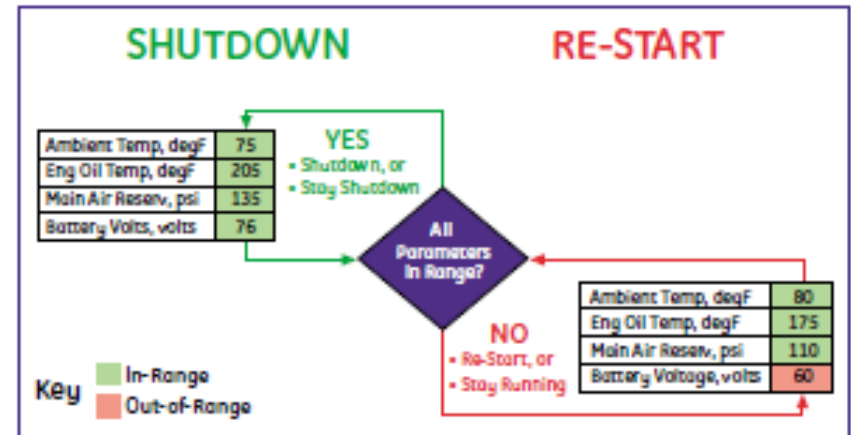 SHUTDOWN
RE-START
Ambient Temp, degF 75
Eng Oil Temp, degF 205
Main Air Reserv, psi 135
Battery Volts, volts 76
YES
▪ Shutdown, or
▪ Stay Shutdown
All
Parameters
In Range?
Ambient Temp, degF 80
Eng Oil Temp, degF 175
Main Air Reserv, psi 110
Battery Voltage, volts 60
NO
▪ Re-Start, or
▪ Stay Running
Key
In-Range
Out-of-Range